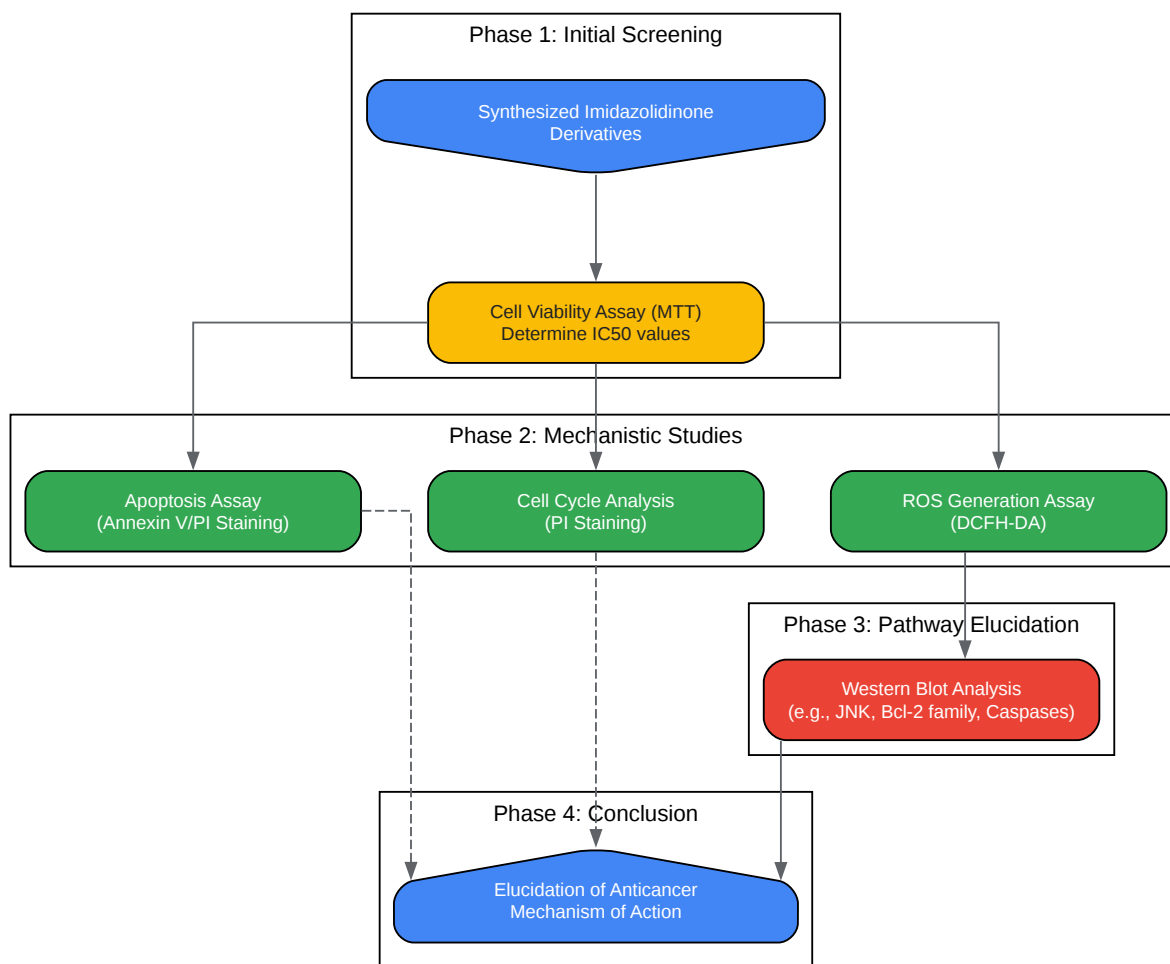 Phase 1: Initial Screening
Synthesized Imidazolidinone
Derivatives
Cell Viability Assay (MTT)
Determine IC50 values
Phase 2: Mechanistic Studies
Apoptosis Assay
(Annexin V/PI Staining)
Cell Cycle Analysis
(PI Staining)
ROS Generation Assay
(DCFH-DA)
Phase 3: Pathway Elucidation
Western Blot Analysis
(e.g., JNK, Bcl-2 family, Caspases)
Phase 4: Conclusion
Elucidation of Anticancer
Mechanism of Action